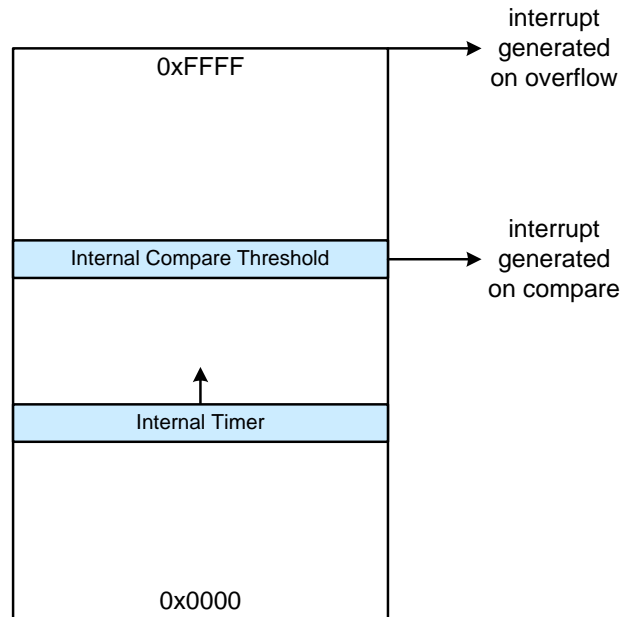 interrupt
generated
on overflow
0xFFFF
interrupt
generated
on compare
Internal Compare Threshold
Internal Timer
0x0000